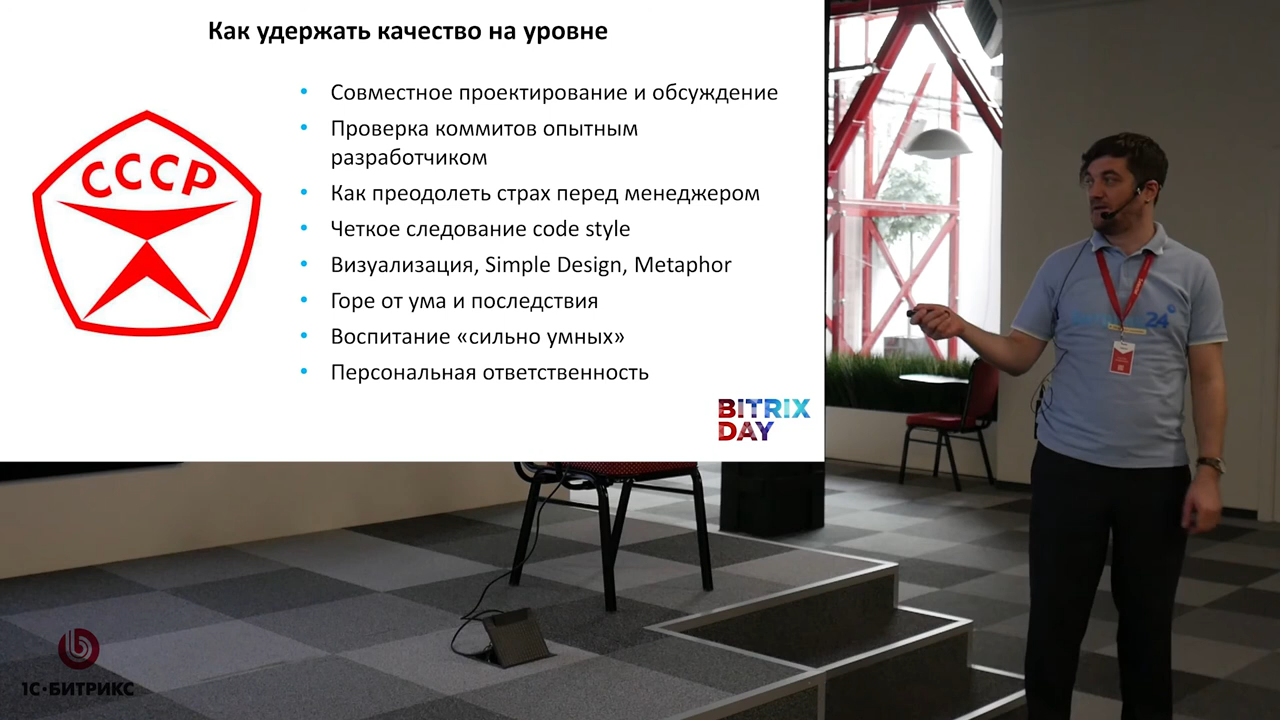 Как удержать качество на уровне
СССР
• Совместное проектирование и обсуждение
• Проверка коммитов опытным
разработчиком
• Как преодолеть страх перед менеджером
• Четкое следование code style
• Визуализация, Simple Design, Metaphor
• Горе от ума и последствия
• Воспитание «сильно умных»
• Персональная ответственность
BITRIX
DAY
24
1С·БИТРИКС